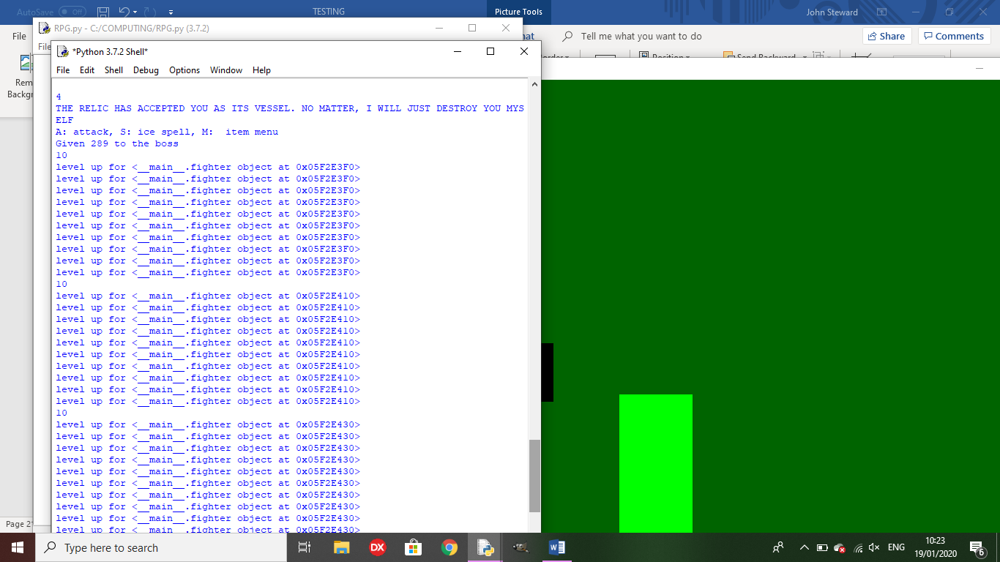 AutoSave Off TESTING Picture Tools John Steward
RPG.py - C:/COMPUTING/RPG.py (3.7.2)
File Tell me what you want to do Share Comments
File
*Python 3.7.2 Shell*
Position Send Backward
File Edit Shell Debug Options Window Help
4
THE RELIC HAS ACCEPTED YOU AS ITS VESSEL. NO MATTER, I WILL JUST DESTROY YOU MYS
ELF
A: attack, S: ice spell, M:  item menu
Given 289 to the boss
10
level up for <__main__.fighter object at 0x05F2E3F0>
level up for <__main__.fighter object at 0x05F2E3F0>
level up for <__main__.fighter object at 0x05F2E3F0>
level up for <__main__.fighter object at 0x05F2E3F0>
level up for <__main__.fighter object at 0x05F2E3F0>
level up for <__main__.fighter object at 0x05F2E3F0>
level up for <__main__.fighter object at 0x05F2E3F0>
level up for <__main__.fighter object at 0x05F2E3F0>
level up for <__main__.fighter object at 0x05F2E3F0>
level up for <__main__.fighter object at 0x05F2E3F0>
10
level up for <__main__.fighter object at 0x05F2E410>
level up for <__main__.fighter object at 0x05F2E410>
level up for <__main__.fighter object at 0x05F2E410>
level up for <__main__.fighter object at 0x05F2E410>
level up for <__main__.fighter object at 0x05F2E410>
level up for <__main__.fighter object at 0x05F2E410>
level up for <__main__.fighter object at 0x05F2E410>
level up for <__main__.fighter object at 0x05F2E410>
level up for <__main__.fighter object at 0x05F2E410>
level up for <__main__.fighter object at 0x05F2E410>
10
level up for <__main__.fighter object at 0x05F2E430>
level up for <__main__.fighter object at 0x05F2E430>
level up for <__main__.fighter object at 0x05F2E430>
level up for <__main__.fighter object at 0x05F2E430>
level up for <__main__.fighter object at 0x05F2E430>
level up for <__main__.fighter object at 0x05F2E430>
level up for <__main__.fighter object at 0x05F2E430>
level up for <__main__.fighter object at 0x05F2E430>
level up for <__main__.fighter object at 0x05F2E430>
level up for <__main__.fighter object at 0x05F2E430>
Rem
Backgr
Page 2
Type here to search
DX
W
ENG
10:23
19/01/2020
6